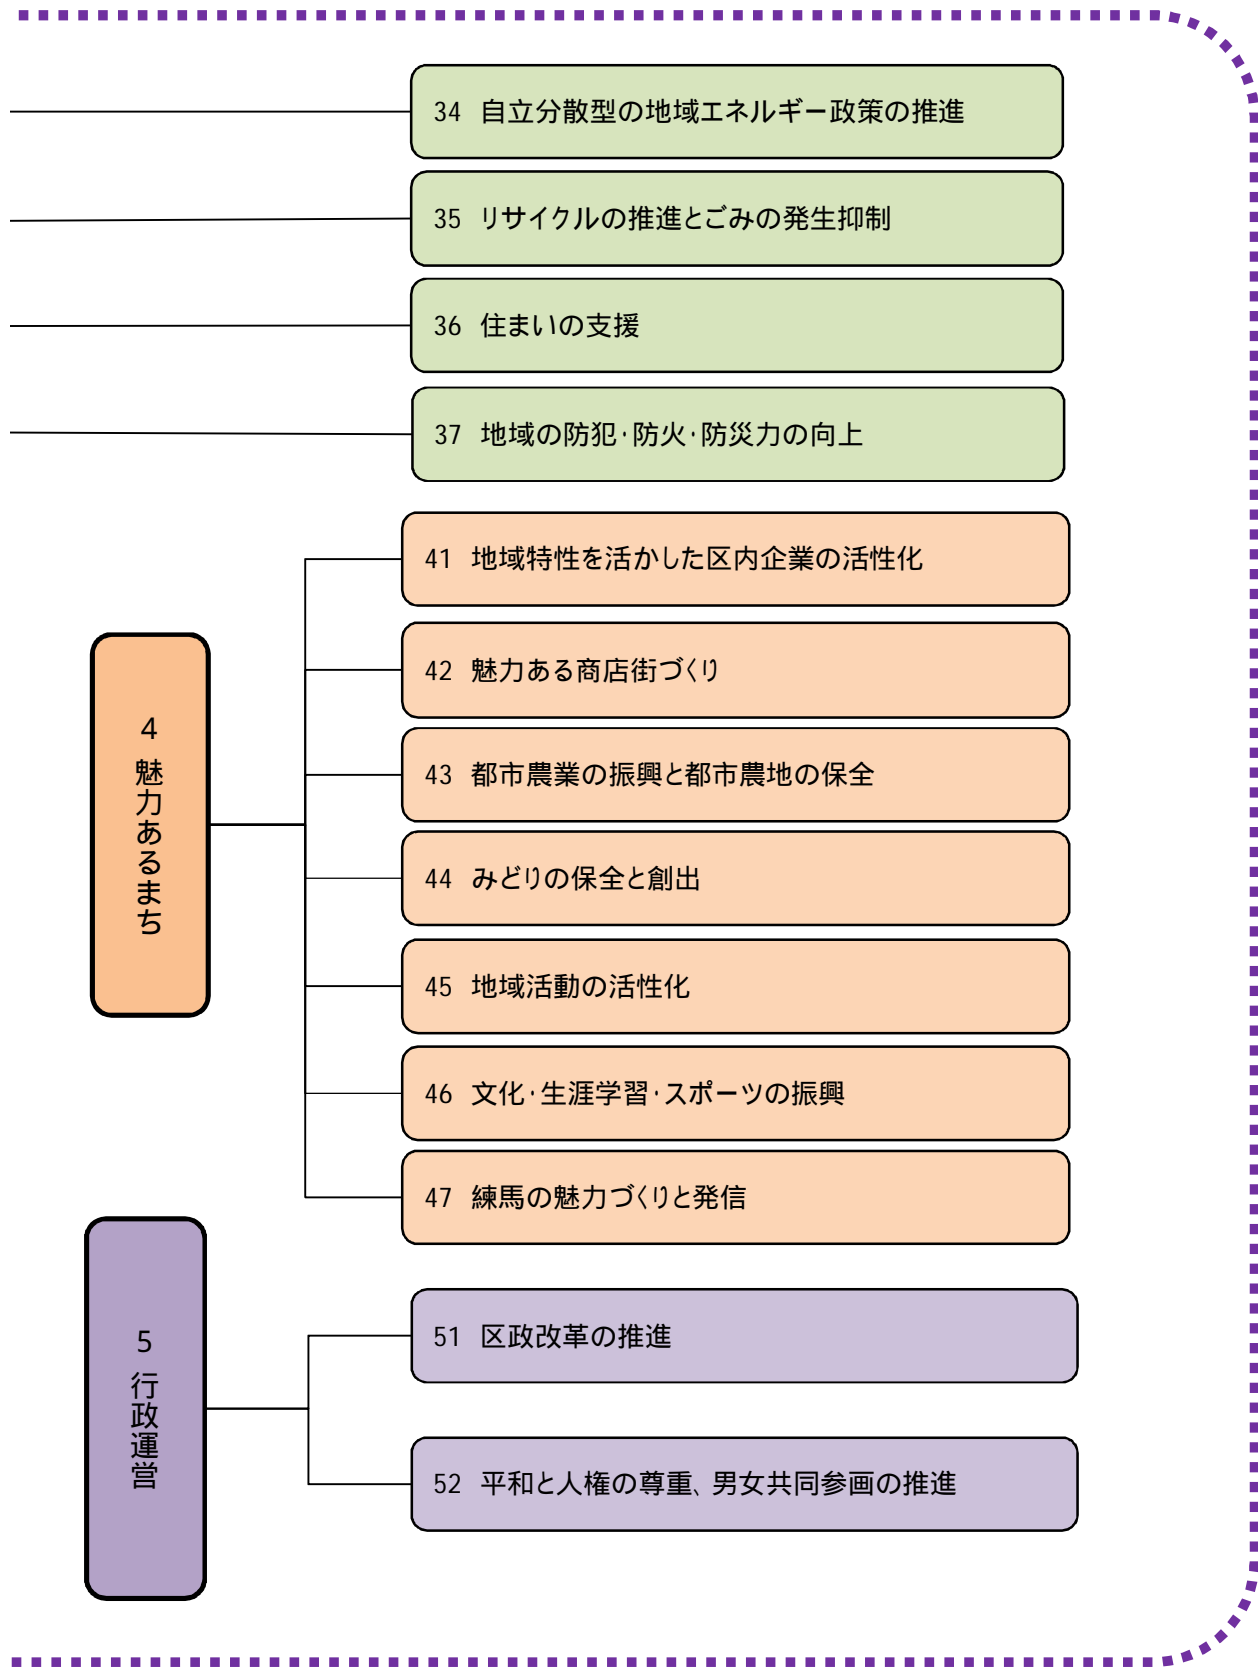 34 自立分散型の地域エネルギー政策の推進
35 リサイクルの推進とごみの発生抑制
36 住まいの支援
37 地域の防犯・防火・防災力の向上
4 魅力あるまち
41 地域特性を活かした区内企業の活性化
42 魅力ある商店街づくり
43 都市農業の振興と都市農地の保全
44 みどりの保全と創出
45 地域活動の活性化
46 文化・生涯学習・スポーツの振興
47 練馬の魅力づくりと発信
5 行政運営
51 区政改革の推進
52 平和と人権の尊重、男女共同参画の推進